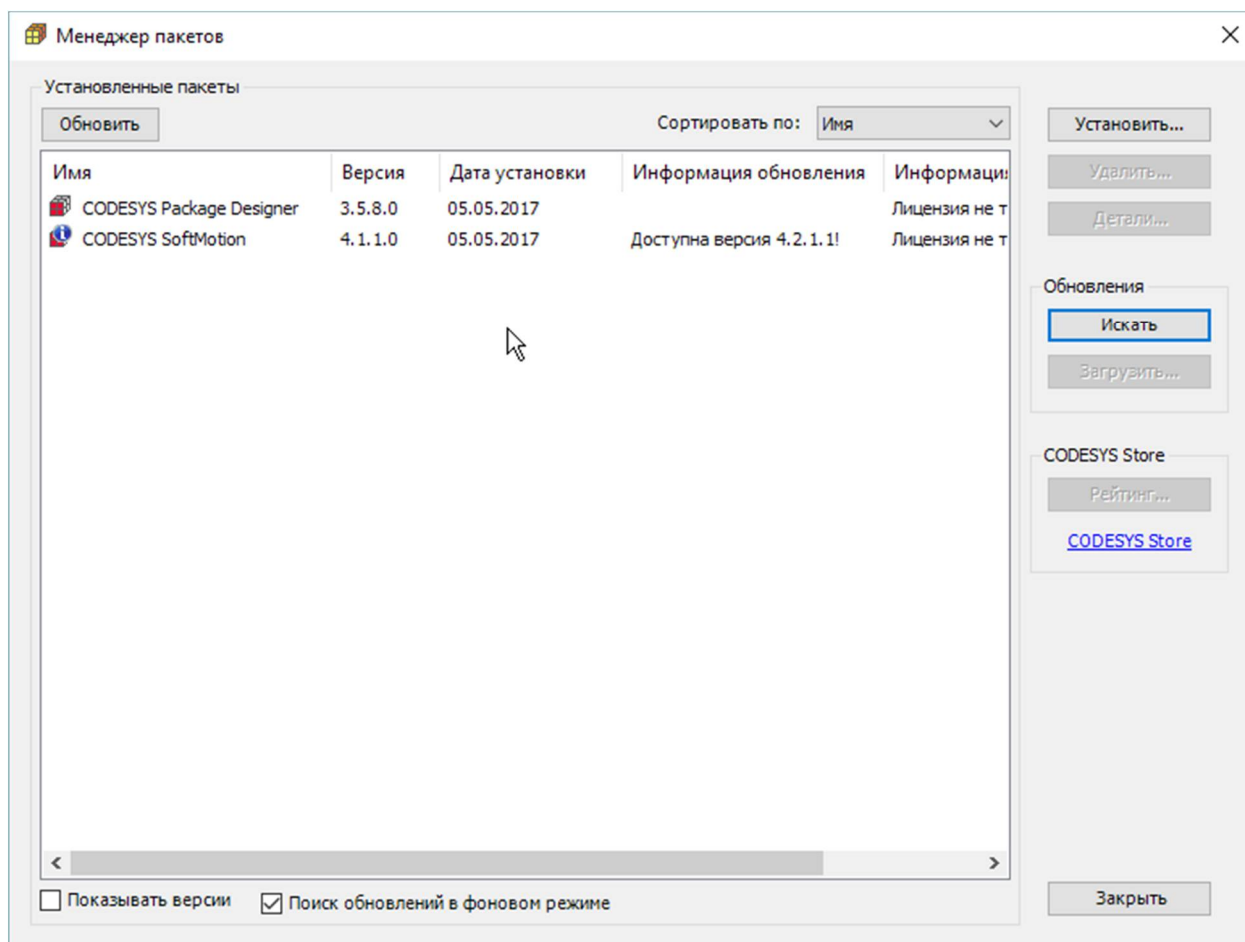 Менеджер пакетов
Установленные пакеты
Обновить
Сортировать по: Имя
Имя Версия Дата установки Информация обновления Информация
CODESYS Package Designer 3.5.8.0 05.05.2017 Лицензия не т
CODESYS SoftMotion 4.1.1.0 05.05.2017 Доступна версия 4.2.1.1! Лицензия не т
Показывать версии
Поиск обновлений в фоновом режиме
Установить...
Удалить...
Детали...
Обновления
Искать
Загрузить...
CODESYS Store
Рейтинг...
CODESYS Store
Закрыть